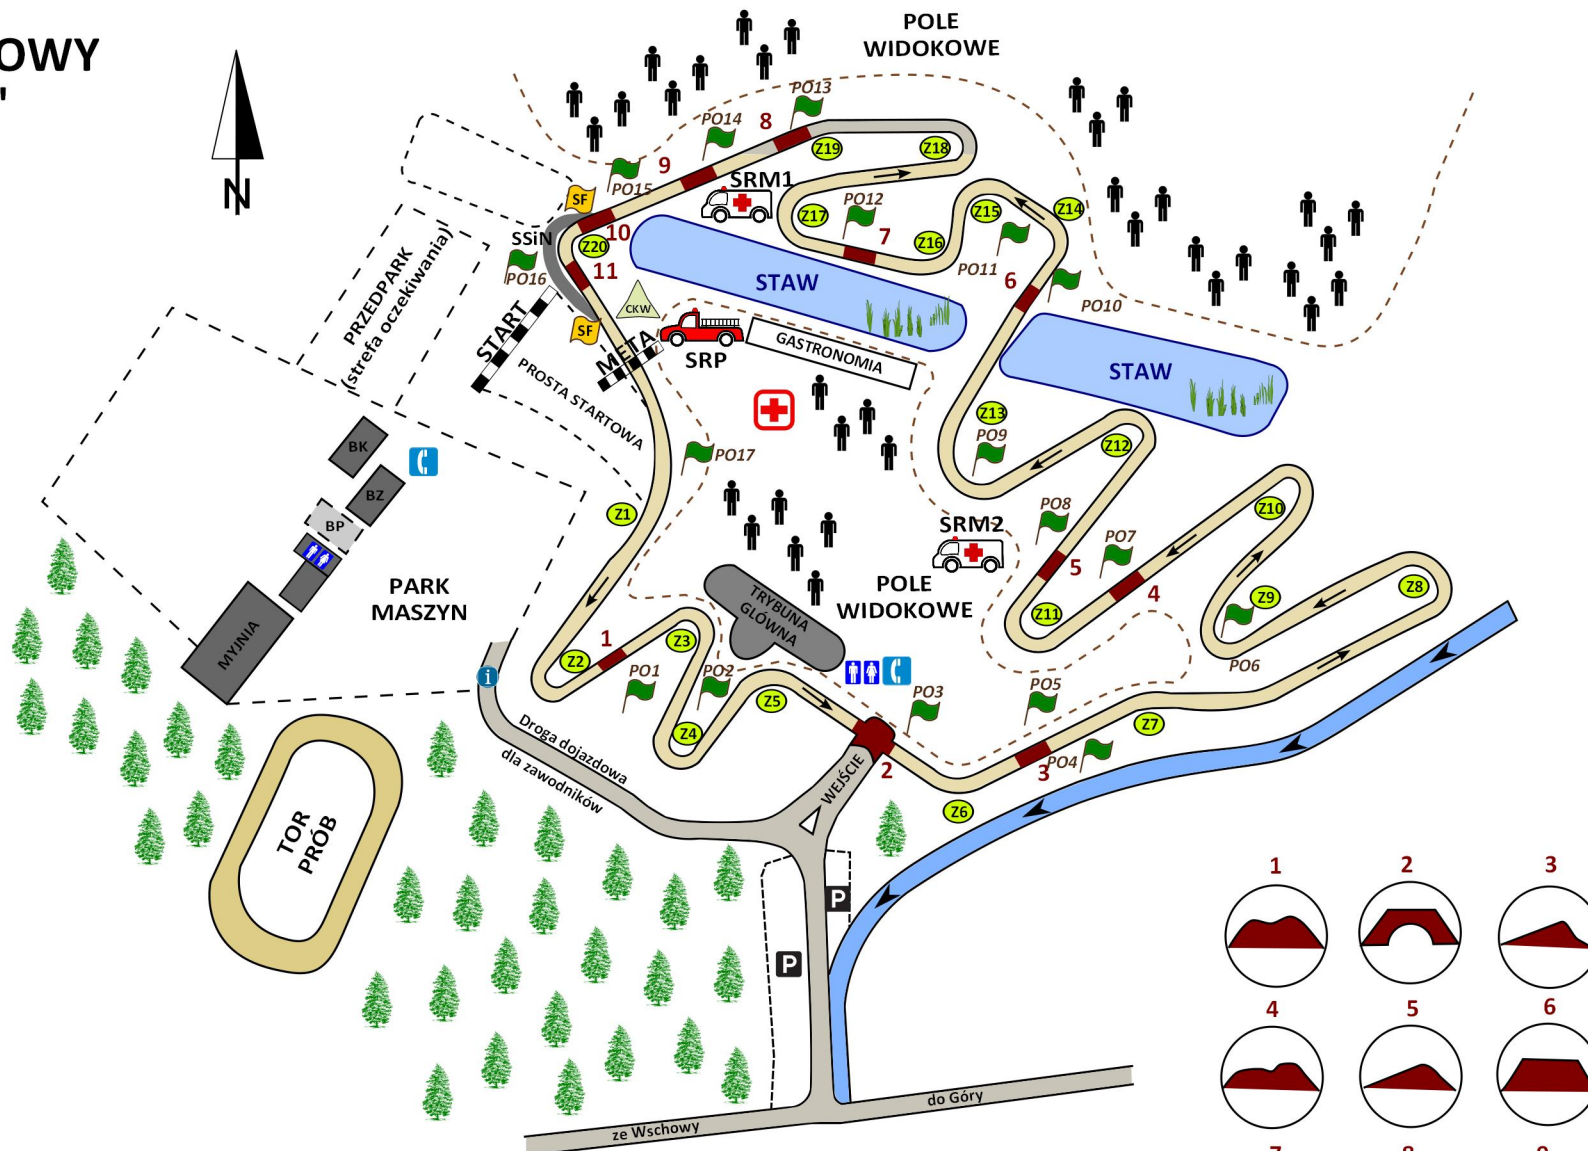 OWY
"
N
POLE
WIDOKOWE
PO13
8
PO14
9
PO15
SF
SRM1
Z19
Z18
PO12
Z17
7
Z16
Z15
Z14
PO11
6
PO10
SSiN
10
Z20
PO16
11
STAW
CKW
SF
START
META
SRP
GASTRONOMIA
STAW
PRZEDPARK
(strefa oczekiwania)
PROSTA STARTOWA
Z13
PO9
Z12
PO17
BK
BZ
BP
Z1
PO8
SRM2
PO7
Z10
5
4
PARK
MASZYN
POLE
WIDOKOWE
TRYBUNA
GLÓWNA
Z11
Z9
Z8
PO6
MYJNIA
i
1
Z2
Z3
PO1
PO2
Z5
Z4
PO3
PO5
Z7
PO4
3
2
Z6
WEJŚCIE
Droga dojazdowa
dla zawodników
TOR
PRÓB
P
P
ze Wschowy
do Góry
1
2
3
4
5
6